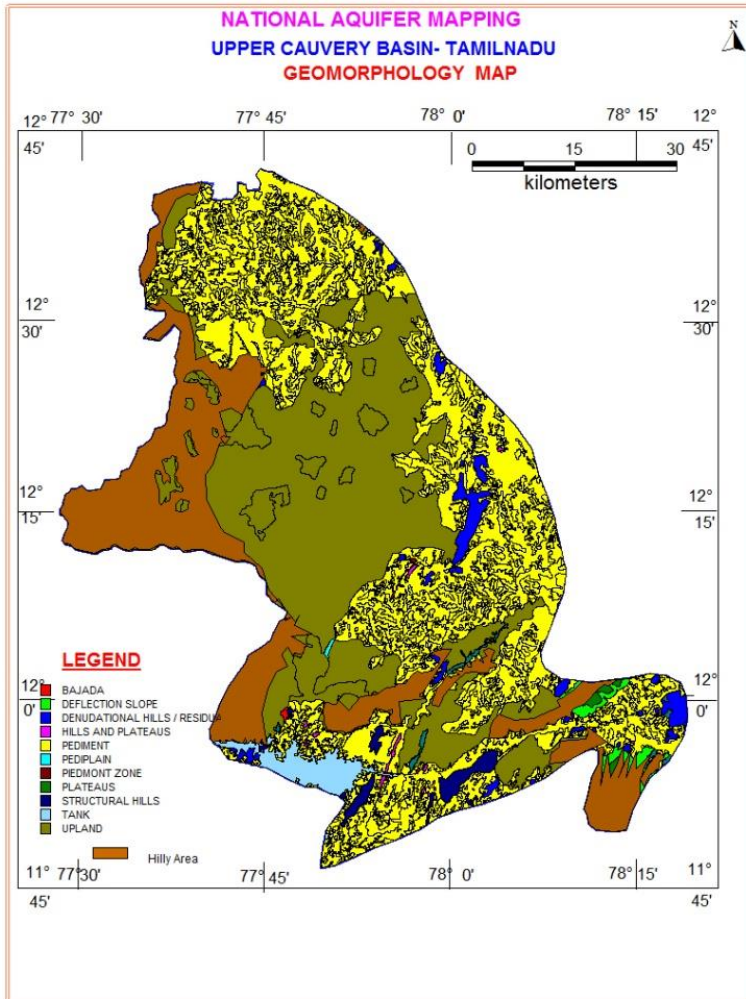 NATIONAL AQUIFER MAPPING
UPPER CAUVERY BASIN- TAMILNADU
GEOMORPHOLOGY MAP
N
12° 77° 30' 77° 45' 78° 0' 78° 15' 12°
45' 45'
0 15 30
kilometers
12° 12°
30' 30'
12° 12°
15' 15'
12° 12°
0' 0'
LEGEND
BAJADA
DEFLECTION SLOPE
DENUDATIONAL HILLS / RESIDUA
HILLS AND PLATEAUS
PEDIMENT
PEDIPLAIN
PIEDMONT ZONE
PLATEAUS
STRUCTURAL HILLS
TANK
UPLAND
Hilly Area
11° 77° 30' 77° 45' 78° 0' 78° 15' 11°
45' 45'